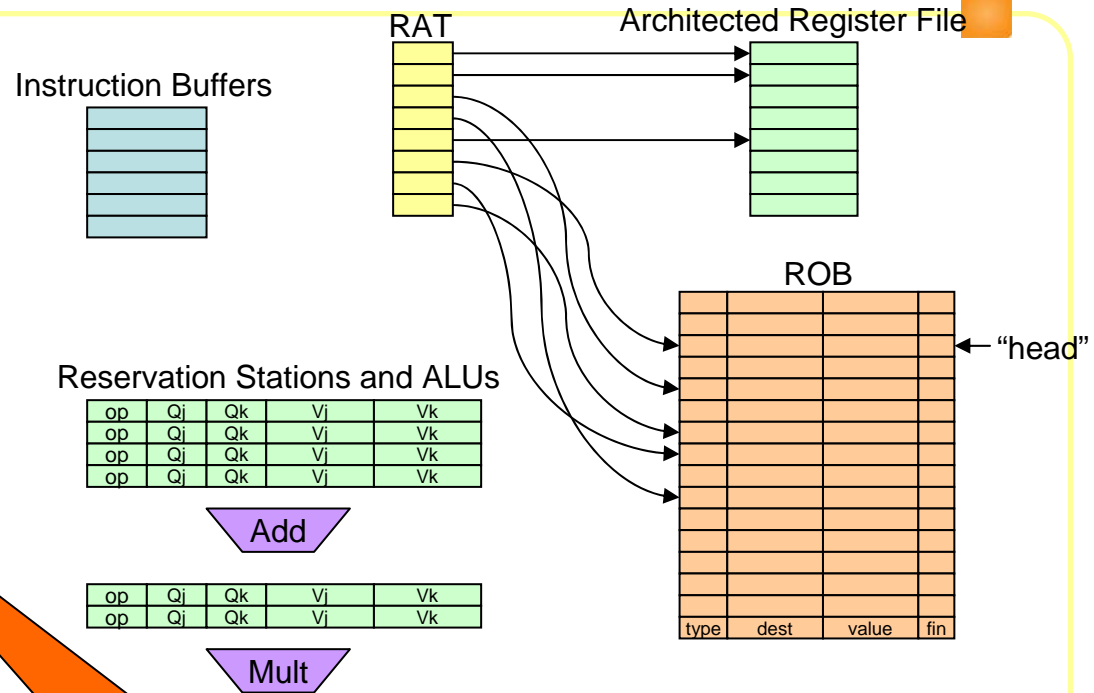 RAT
Architected Register File
Instruction Buffers
ROB
“head”
Reservation Stations and ALUs
op Qj Qk Vj Vk
op Qj Qk Vj Vk
op Qj Qk Vj Vk
op Qj Qk Vj Vk
Add
op Qj Qk Vj Vk
op Qj Qk Vj Vk
type dest value fin
Mult